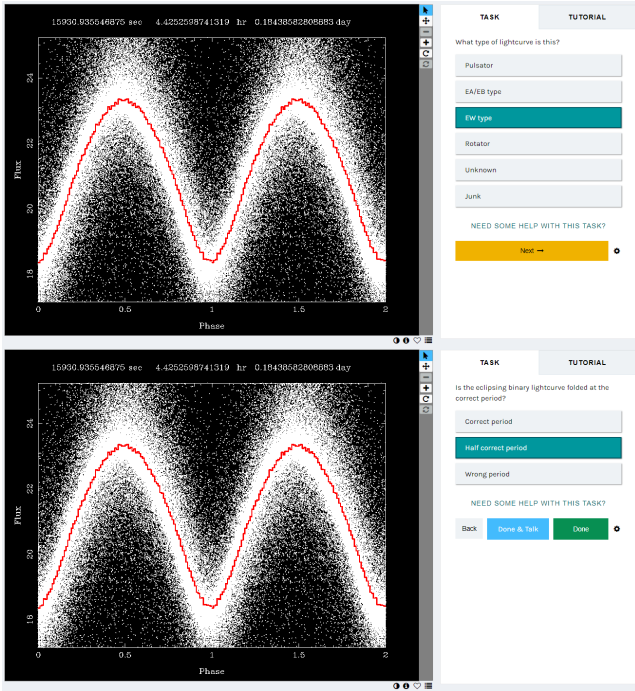 15930.935546875 sec 4.4252598741319 hr 0.18438582808883 day
24
22
20
18
Flux
0 0.5 1 1.5 2
Phase
TASK TUTORIAL
What type of lightcurve is this?
Pulsator
EA/EB type
EW type
Rotator
Unknown
Junk
NEED SOME HELP WITH THIS TASK?
Next →
15930.935546875 sec 4.4252598741319 hr 0.18438582808883 day
24
22
20
18
Flux
0 0.5 1 1.5 2
Phase
TASK TUTORIAL
Is the eclipsing binary lightcurve folded at the
correct period?
Correct period
Half correct period
Wrong period
NEED SOME HELP WITH THIS TASK?
Back Done & Talk Done